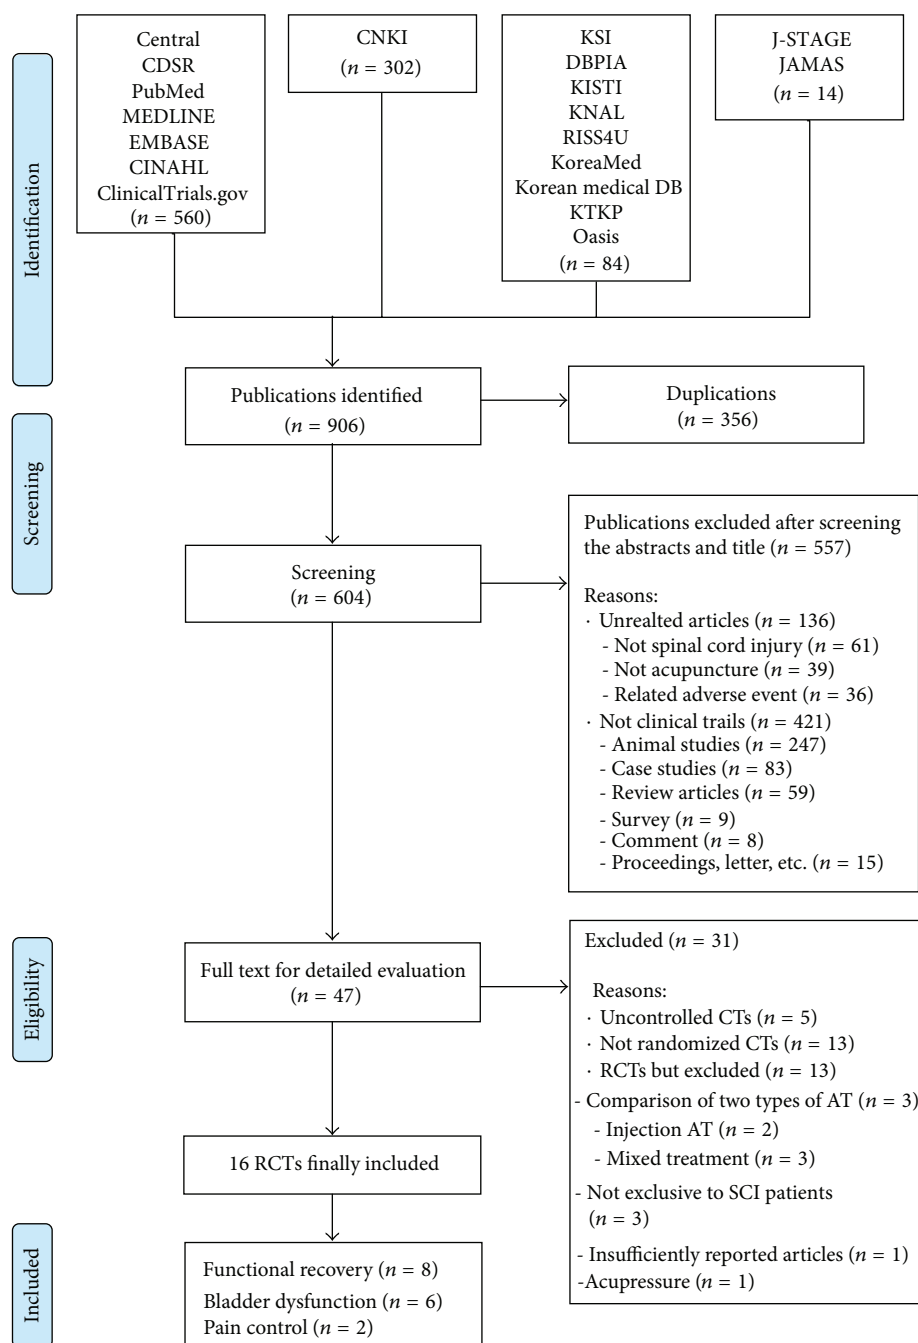 Identification
Central
CDSR
PubMed
MEDLINE
EMBASE
CINAHL
ClinicalTrials.gov
(n = 560)
CNKI
(n = 302)
KSI
DBPIA
KISTI
KNAL
RISS4U
KoreaMed
Korean medical DB
KTKP
Oasis
(n = 84)
J-STAGE
JAMAS
(n = 14)
Publications identified
(n = 906)
Duplications
(n = 356)
Screening
Screening
(n = 604)
Publications excluded after screening
the abstracts and title (n = 557)
Reasons:
· Unrealted articles (n = 136)
- Not spinal cord injury (n = 61)
- Not acupuncture (n = 39)
- Related adverse event (n = 36)
· Not clinical trails (n = 421)
- Animal studies (n = 247)
- Case studies (n = 83)
- Review articles (n = 59)
- Survey (n = 9)
- Comment (n = 8)
- Proceedings, letter, etc. (n = 15)
Eligibility
Full text for detailed evaluation
(n = 47)
Excluded (n = 31)
Reasons:
· Uncontrolled CTs (n = 5)
· Not randomized CTs (n = 13)
· RCTs but excluded (n = 13)
- Comparison of two types of AT (n = 3)
- Injection AT (n = 2)
- Mixed treatment (n = 3)
- Not exclusive to SCI patients
(n = 3)
- Insufficiently reported articles (n = 1)
-Acupressure (n = 1)
16 RCTs finally included
Included
Functional recovery (n = 8)
Bladder dysfunction (n = 6)
Pain control (n = 2)